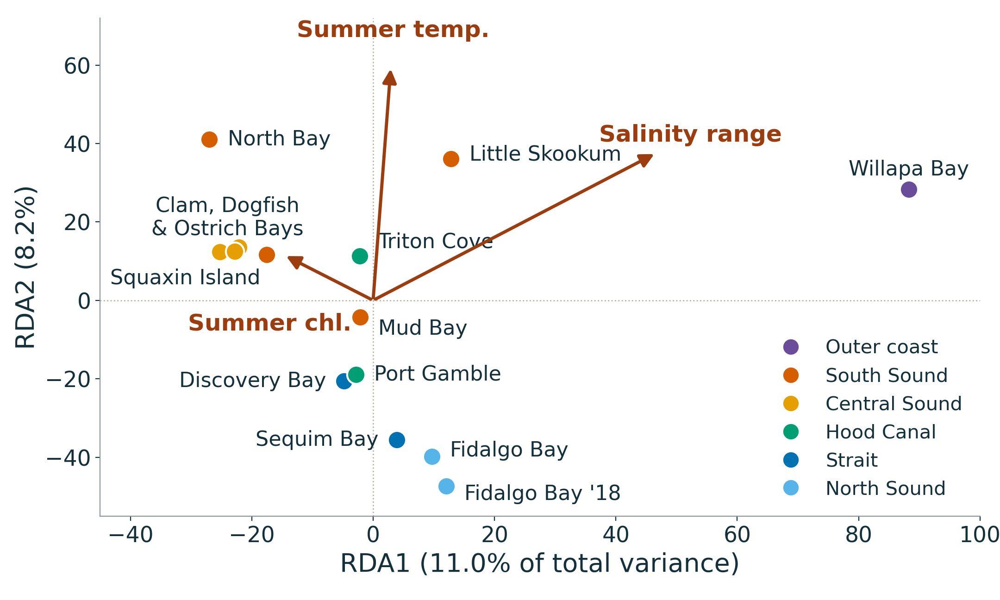 Summer temp.
60
Salinity range
North Bay
40
Little Skookum
Willapa Bay
Clam, Dogfish
& Ostrich Bays
20
Triton Cove
Squaxin Island
0
Summer chl.
Mud Bay
Outer coast
Discovery Bay
Port Gamble
−20
South Sound
Central Sound
Sequim Bay
Hood Canal
Fidalgo Bay
−40
Strait
Fidalgo Bay '18
North Sound
RDA2 (8.2%)
−40
−20
0
20
40
60
80
100
RDA1 (11.0% of total variance)